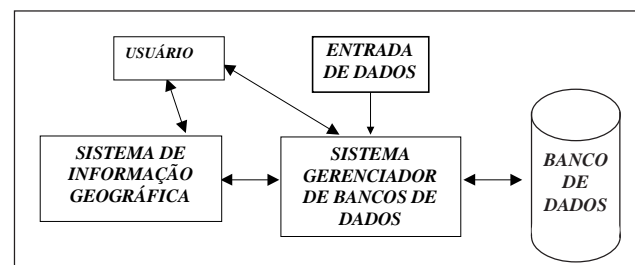 USUÁRIO
ENTRADA
DE DADOS
SISTEMA DE
INFORMAÇÃO
GEOGRÁFICA
SISTEMA
GERENCIADOR
DE BANCOS DE
DADOS
BANCO
DE
DADOS